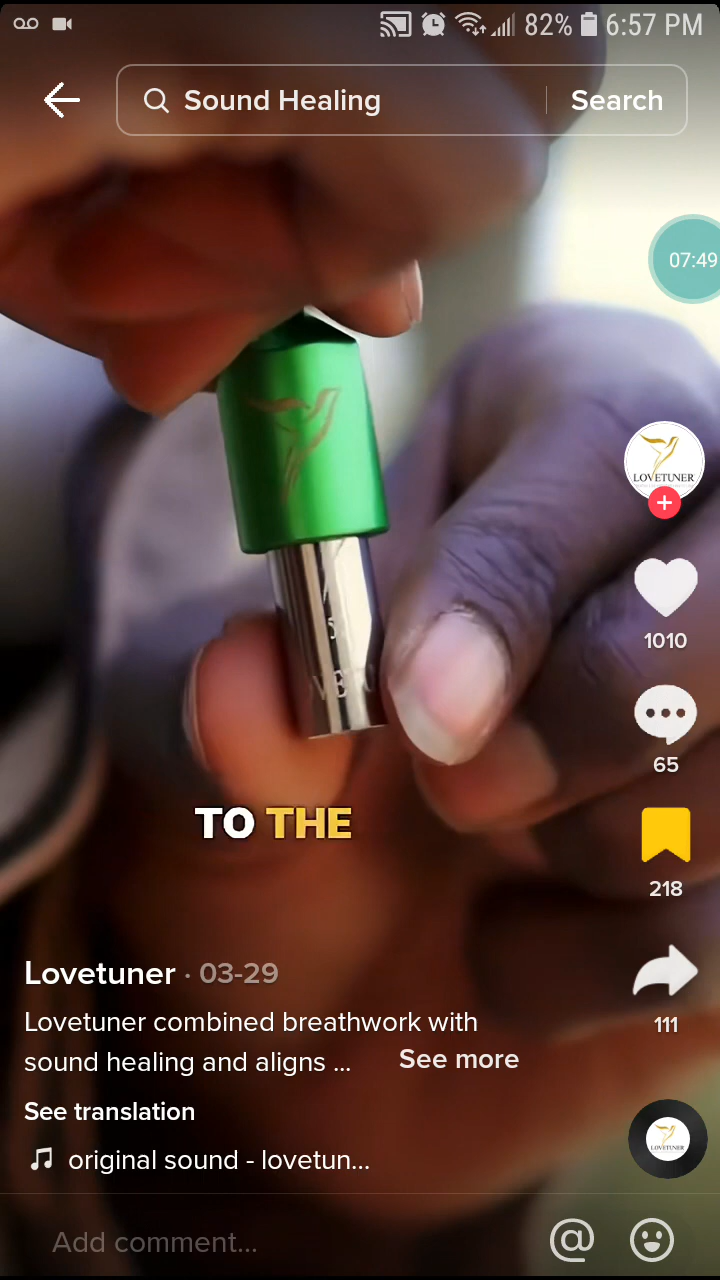 82% 6:57 PM
Sound Healing Search
07:49
LOVETUNER
1010
65
TO THE
218
Lovetuner · 03-29
Lovetuner combined breathwork with
sound healing and aligns ... See more
111
See translation
original sound - lovetun...
LOVETUNER
Add comment...